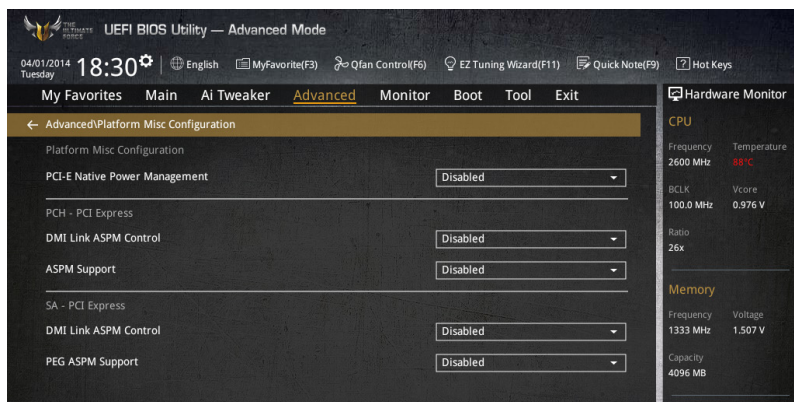 THE ULTIMATE FORCE
UEFI BIOS Utility — Advanced Mode
04/01/2014 Tuesday 18:30 English MyFavorite(F3) Qfan Control(F6) EZ Tuning Wizard(F11) Quick Note(F9) ? Hot Keys
My Favorites Main Ai Tweaker Advanced Monitor Boot Tool Exit
← Advanced\Platform Misc Configuration
Platform Misc Configuration
PCI-E Native Power Management Disabled
PCH - PCI Express
DMI Link ASPM Control Disabled
ASPM Support Disabled
SA - PCI Express
DMI Link ASPM Control Disabled
PEG ASPM Support Disabled
Hardware Monitor
CPU
Frequency Temperature
2600 MHz 88°C
BCLK Vcore
100.0 MHz 0.976 V
Ratio
26x
Memory
Frequency Voltage
1333 MHz 1.507 V
Capacity
4096 MB